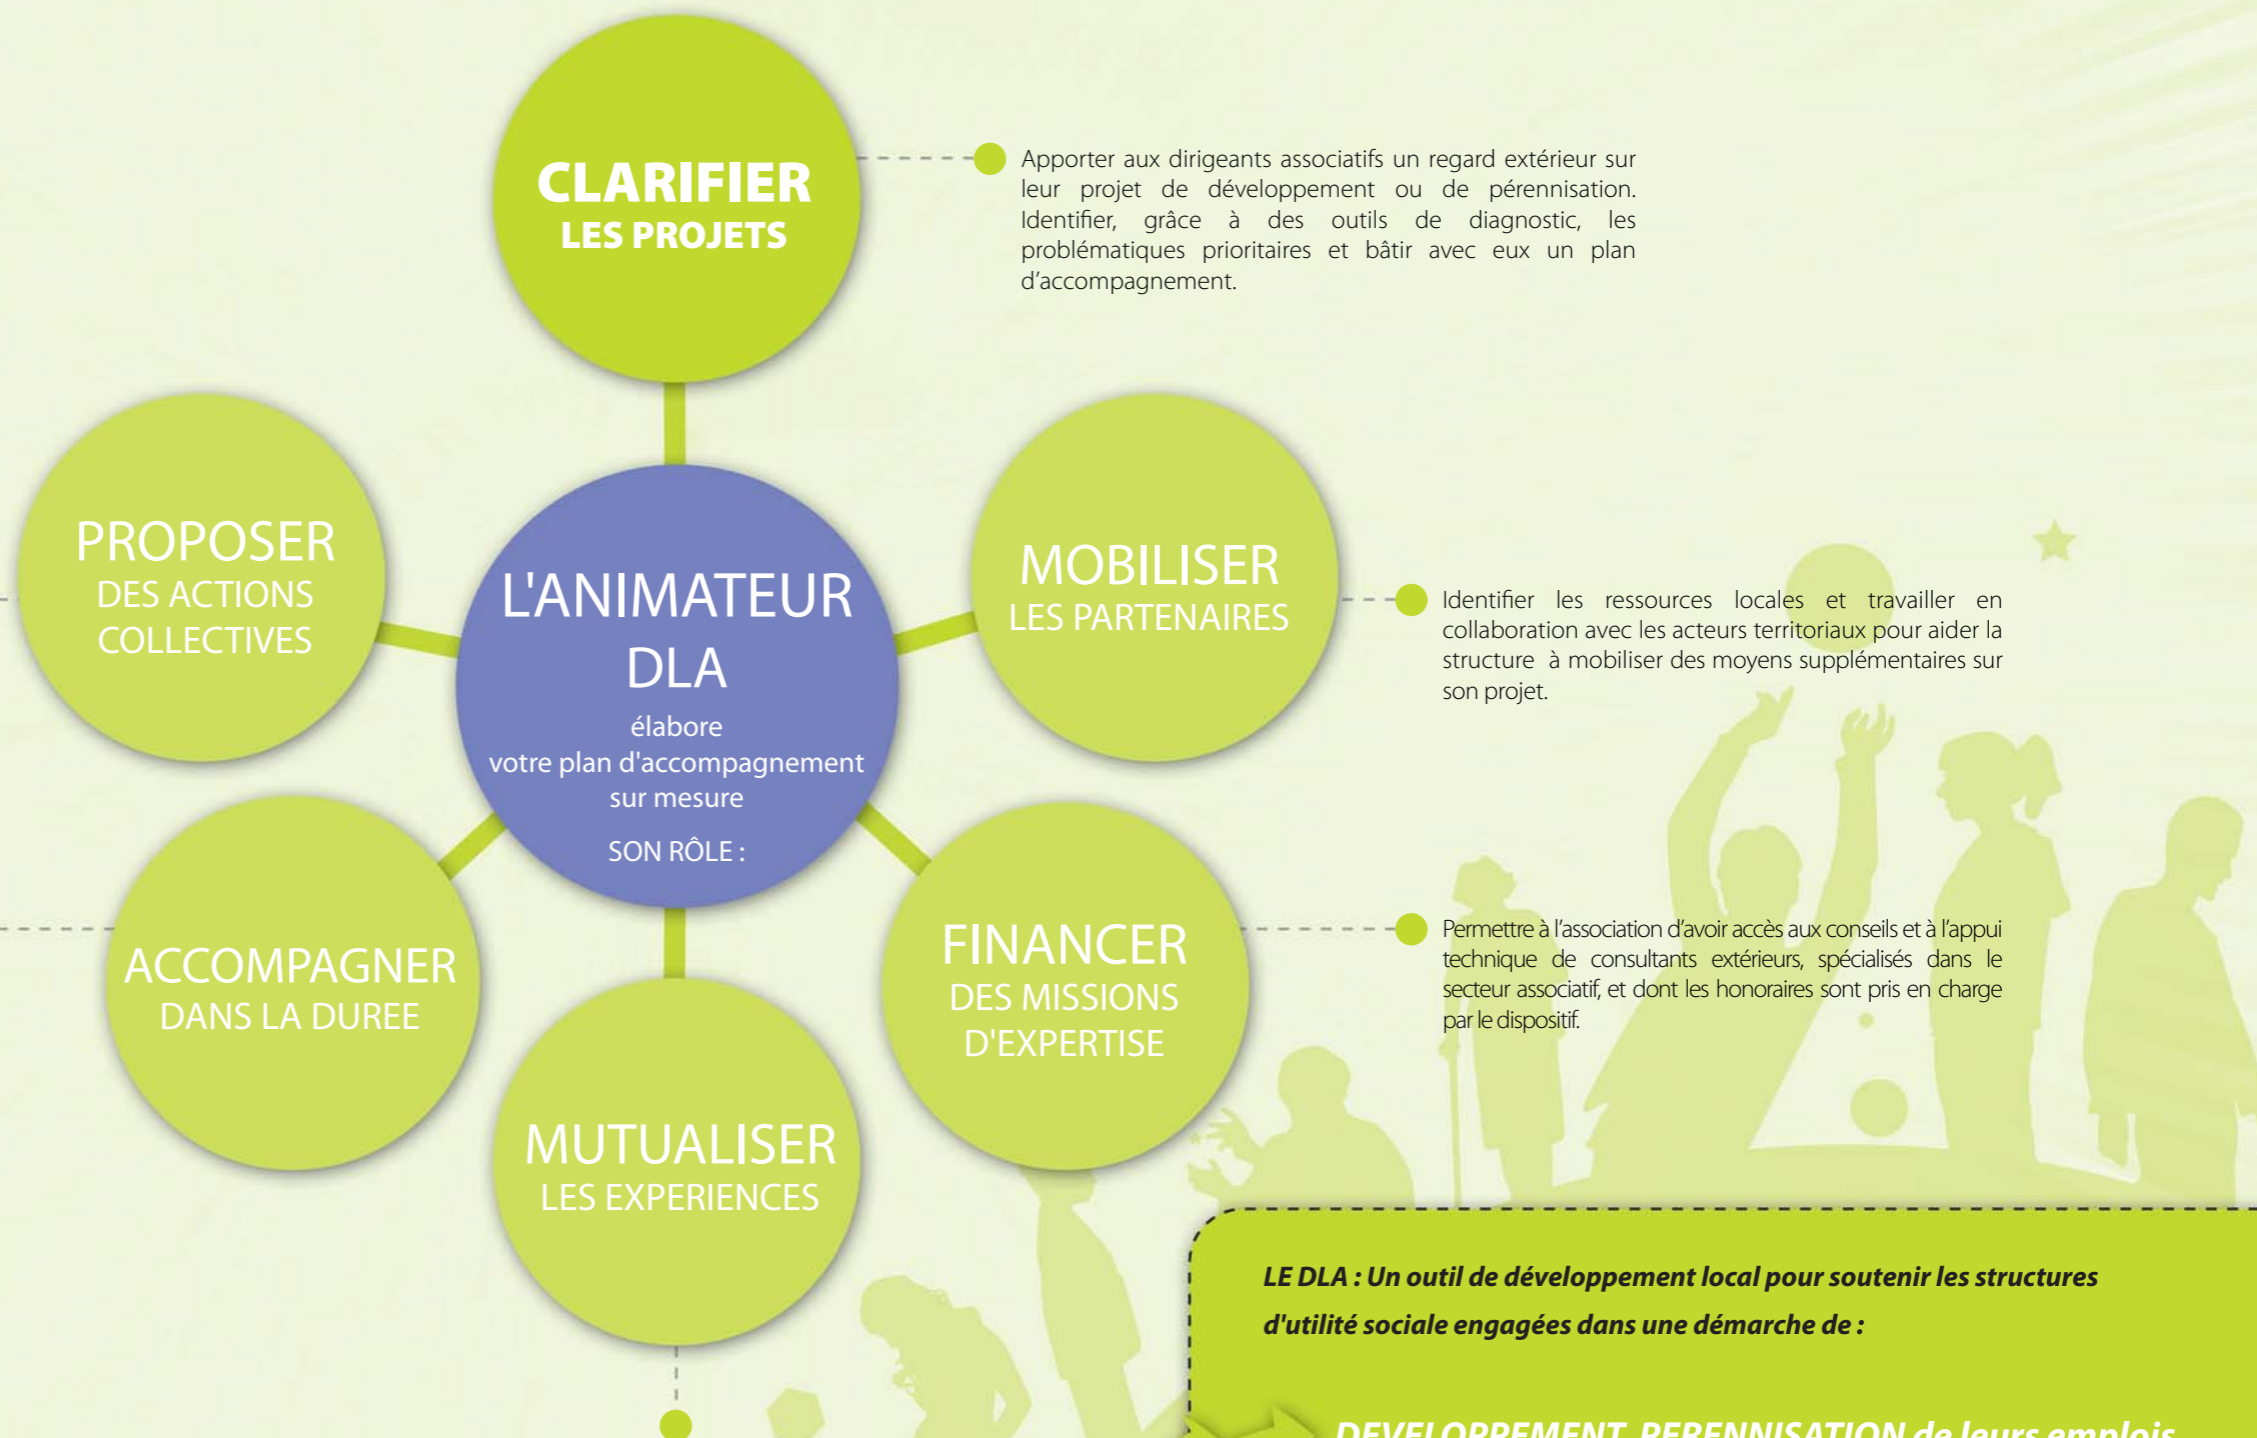 CLARIFIER
LES PROJETS
Apporter aux dirigeants associatifs un regard extérieur sur
leur projet de développement ou de pérennisation.
Identifier, grâce à des outils de diagnostic, les
problématiques prioritaires et bâtir avec eux un plan
d’accompagnement.
PROPOSER
DES ACTIONS
COLLECTIVES
L'ANIMATEUR
DLA
élabore
votre plan d'accompagnement
sur mesure
SON RÔLE :
MOBILISER
LES PARTENAIRES
Identifier les ressources locales et travailler en
collaboration avec les acteurs territoriaux pour aider la
structure à mobiliser des moyens supplémentaires sur
son projet.
ACCOMPAGNER
DANS LA DUREE
FINANCER
DES MISSIONS
D'EXPERTISE
Permettre à l’association d’avoir accès aux conseils et à l’appui
technique de consultants extérieurs, spécialisés dans le
secteur associatif, et dont les honoraires sont pris en charge
par le dispositif.
MUTUALISER
LES EXPERIENCES
LE DLA : Un outil de développement local pour soutenir les structures
d'utilité sociale engagées dans une démarche de :
DEVELOPPEMENT, PERENNISATION de leurs emplois